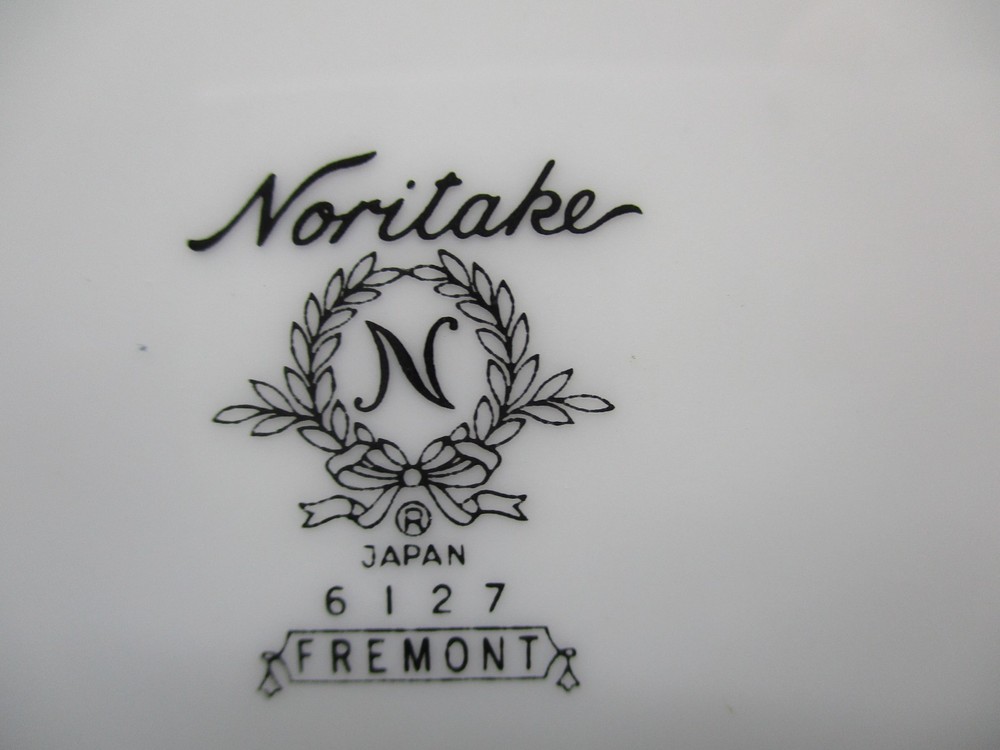 Noritake
N
®
JAPAN
6127
FREMONT